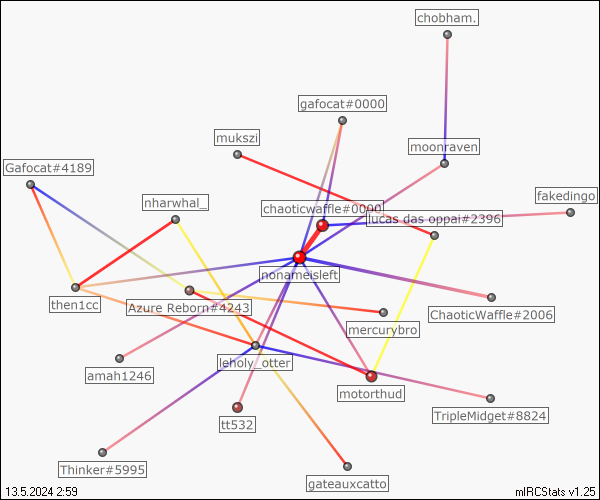 chobham.
gafocat#0000
mukszi
moonraven
Gafocat#4189
fakedingo
nharwhal_
chaoticwaffle#0000
lucas das oppai#2396
nonameisleft
then1cc
Azure Reborn#4243
ChaoticWaffle#2006
mercurybro
leholy_otter
amah1246
motorthud
TripleMidget#8824
tt532
Thinker#5995
gateauxcatto
13.5.2024 2:59
mIRCStats v1.25